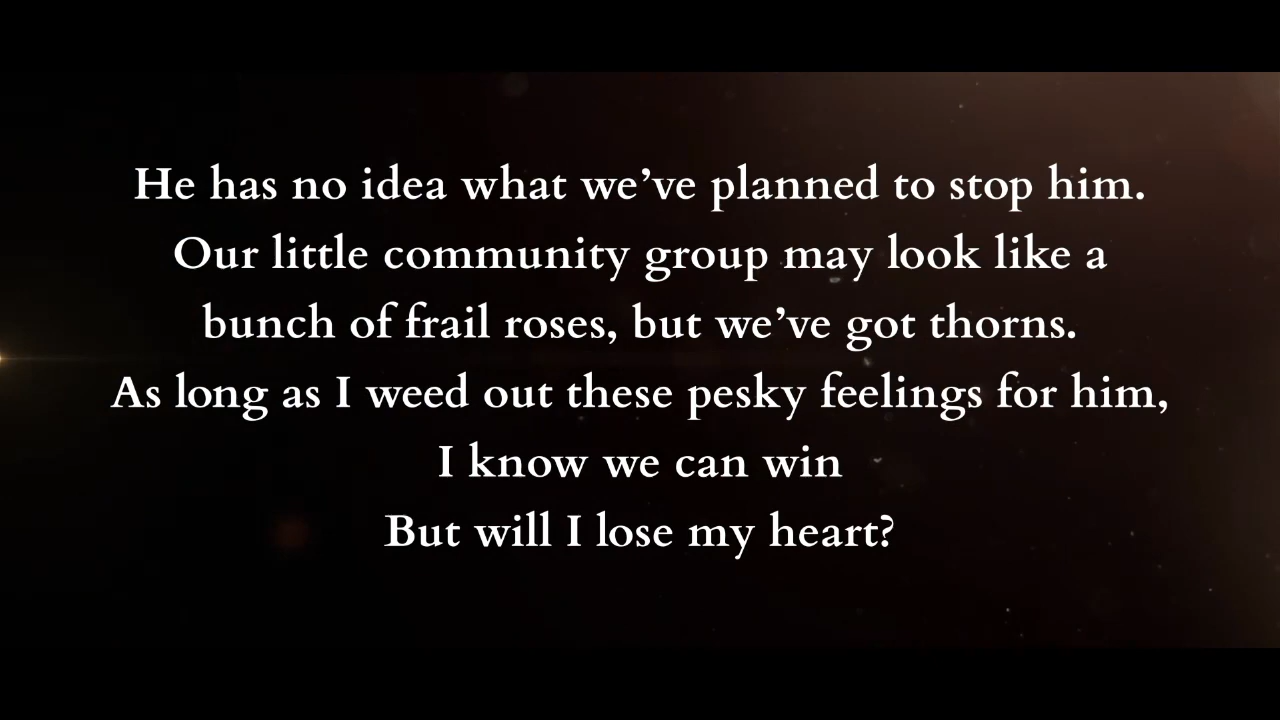 He has no idea what we’ve planned to stop him.
Our little community group may look like a
bunch of frail roses, but we’ve got thorns.
As long as I weed out these pesky feelings for him,
I know we can win
But will I lose my heart?